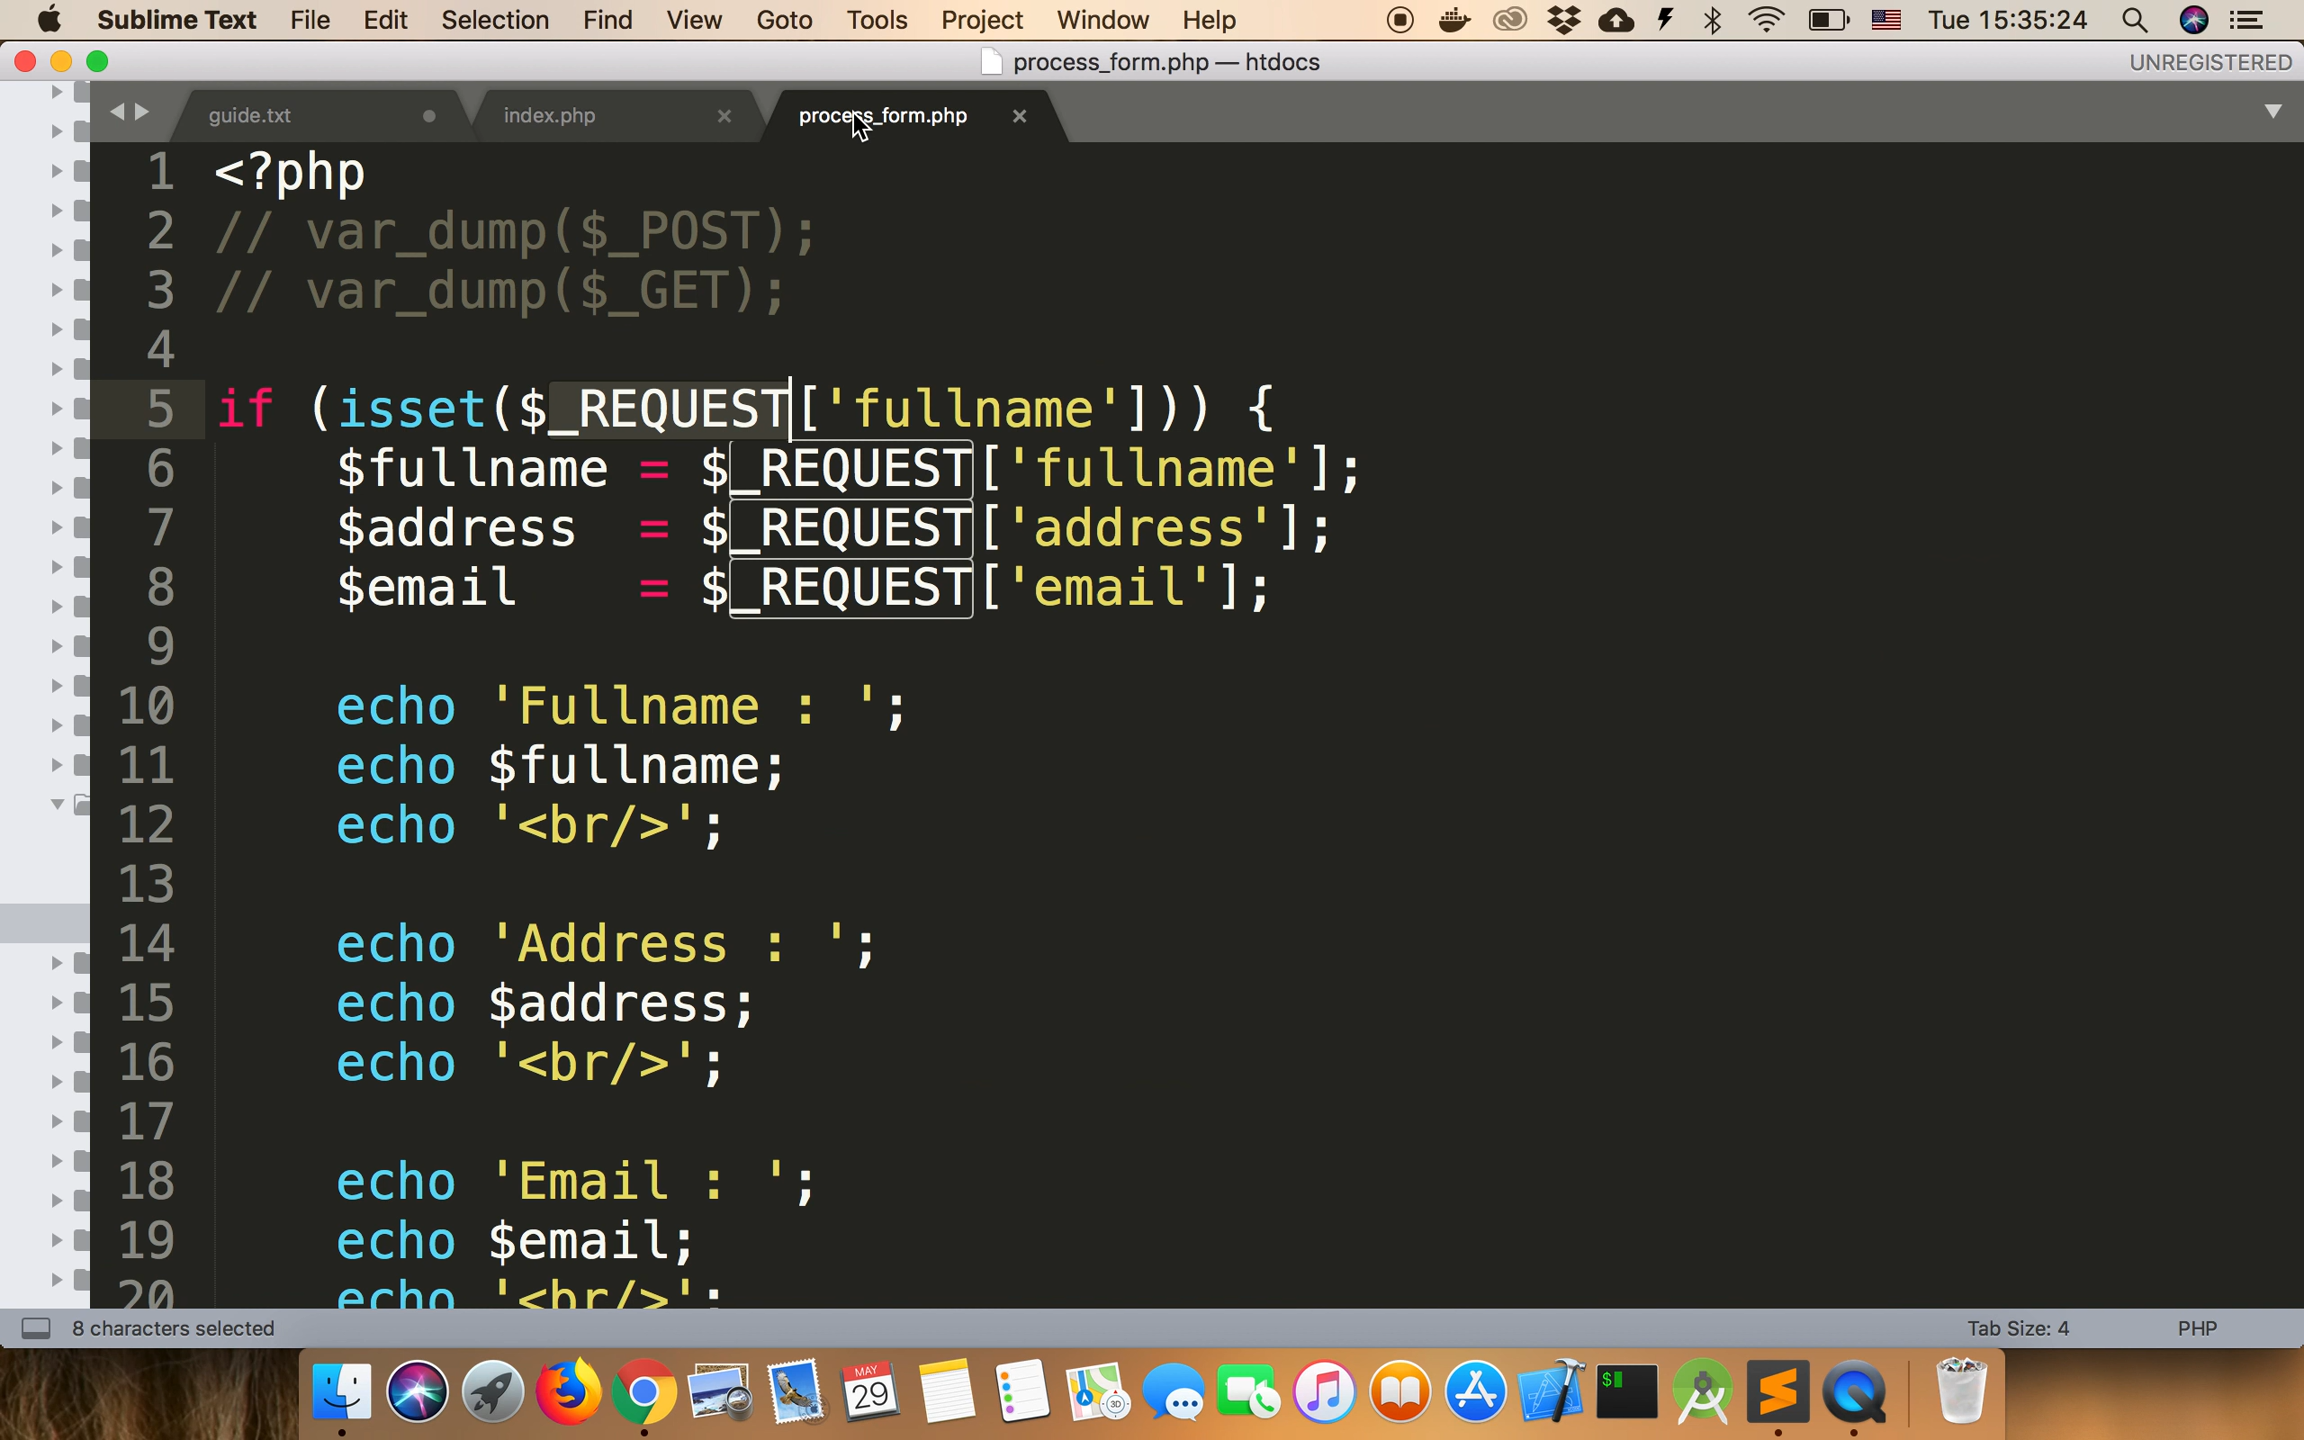 Sublime Text File Edit Selection Find View Goto Tools Project Window Help Tue 15:35:24
process_form.php — htdocs UNREGISTERED
guide.txt index.php process_form.php
1 <?php
2 // var_dump($_POST);
3 // var_dump($_GET);
4
5 if (isset($_REQUEST['fullname'])) {
6 $fullname = $_REQUEST['fullname'];
7 $address = $_REQUEST['address'];
8 $email = $_REQUEST['email'];
9
10 echo 'Fullname : ';
11 echo $fullname;
12 echo '<br/>';
13
14 echo 'Address : ';
15 echo $address;
16 echo '<br/>';
17
18 echo 'Email : ';
19 echo $email;
20 echo '<br/>';
8 characters selected Tab Size: 4 PHP
MAY
29
3D
$